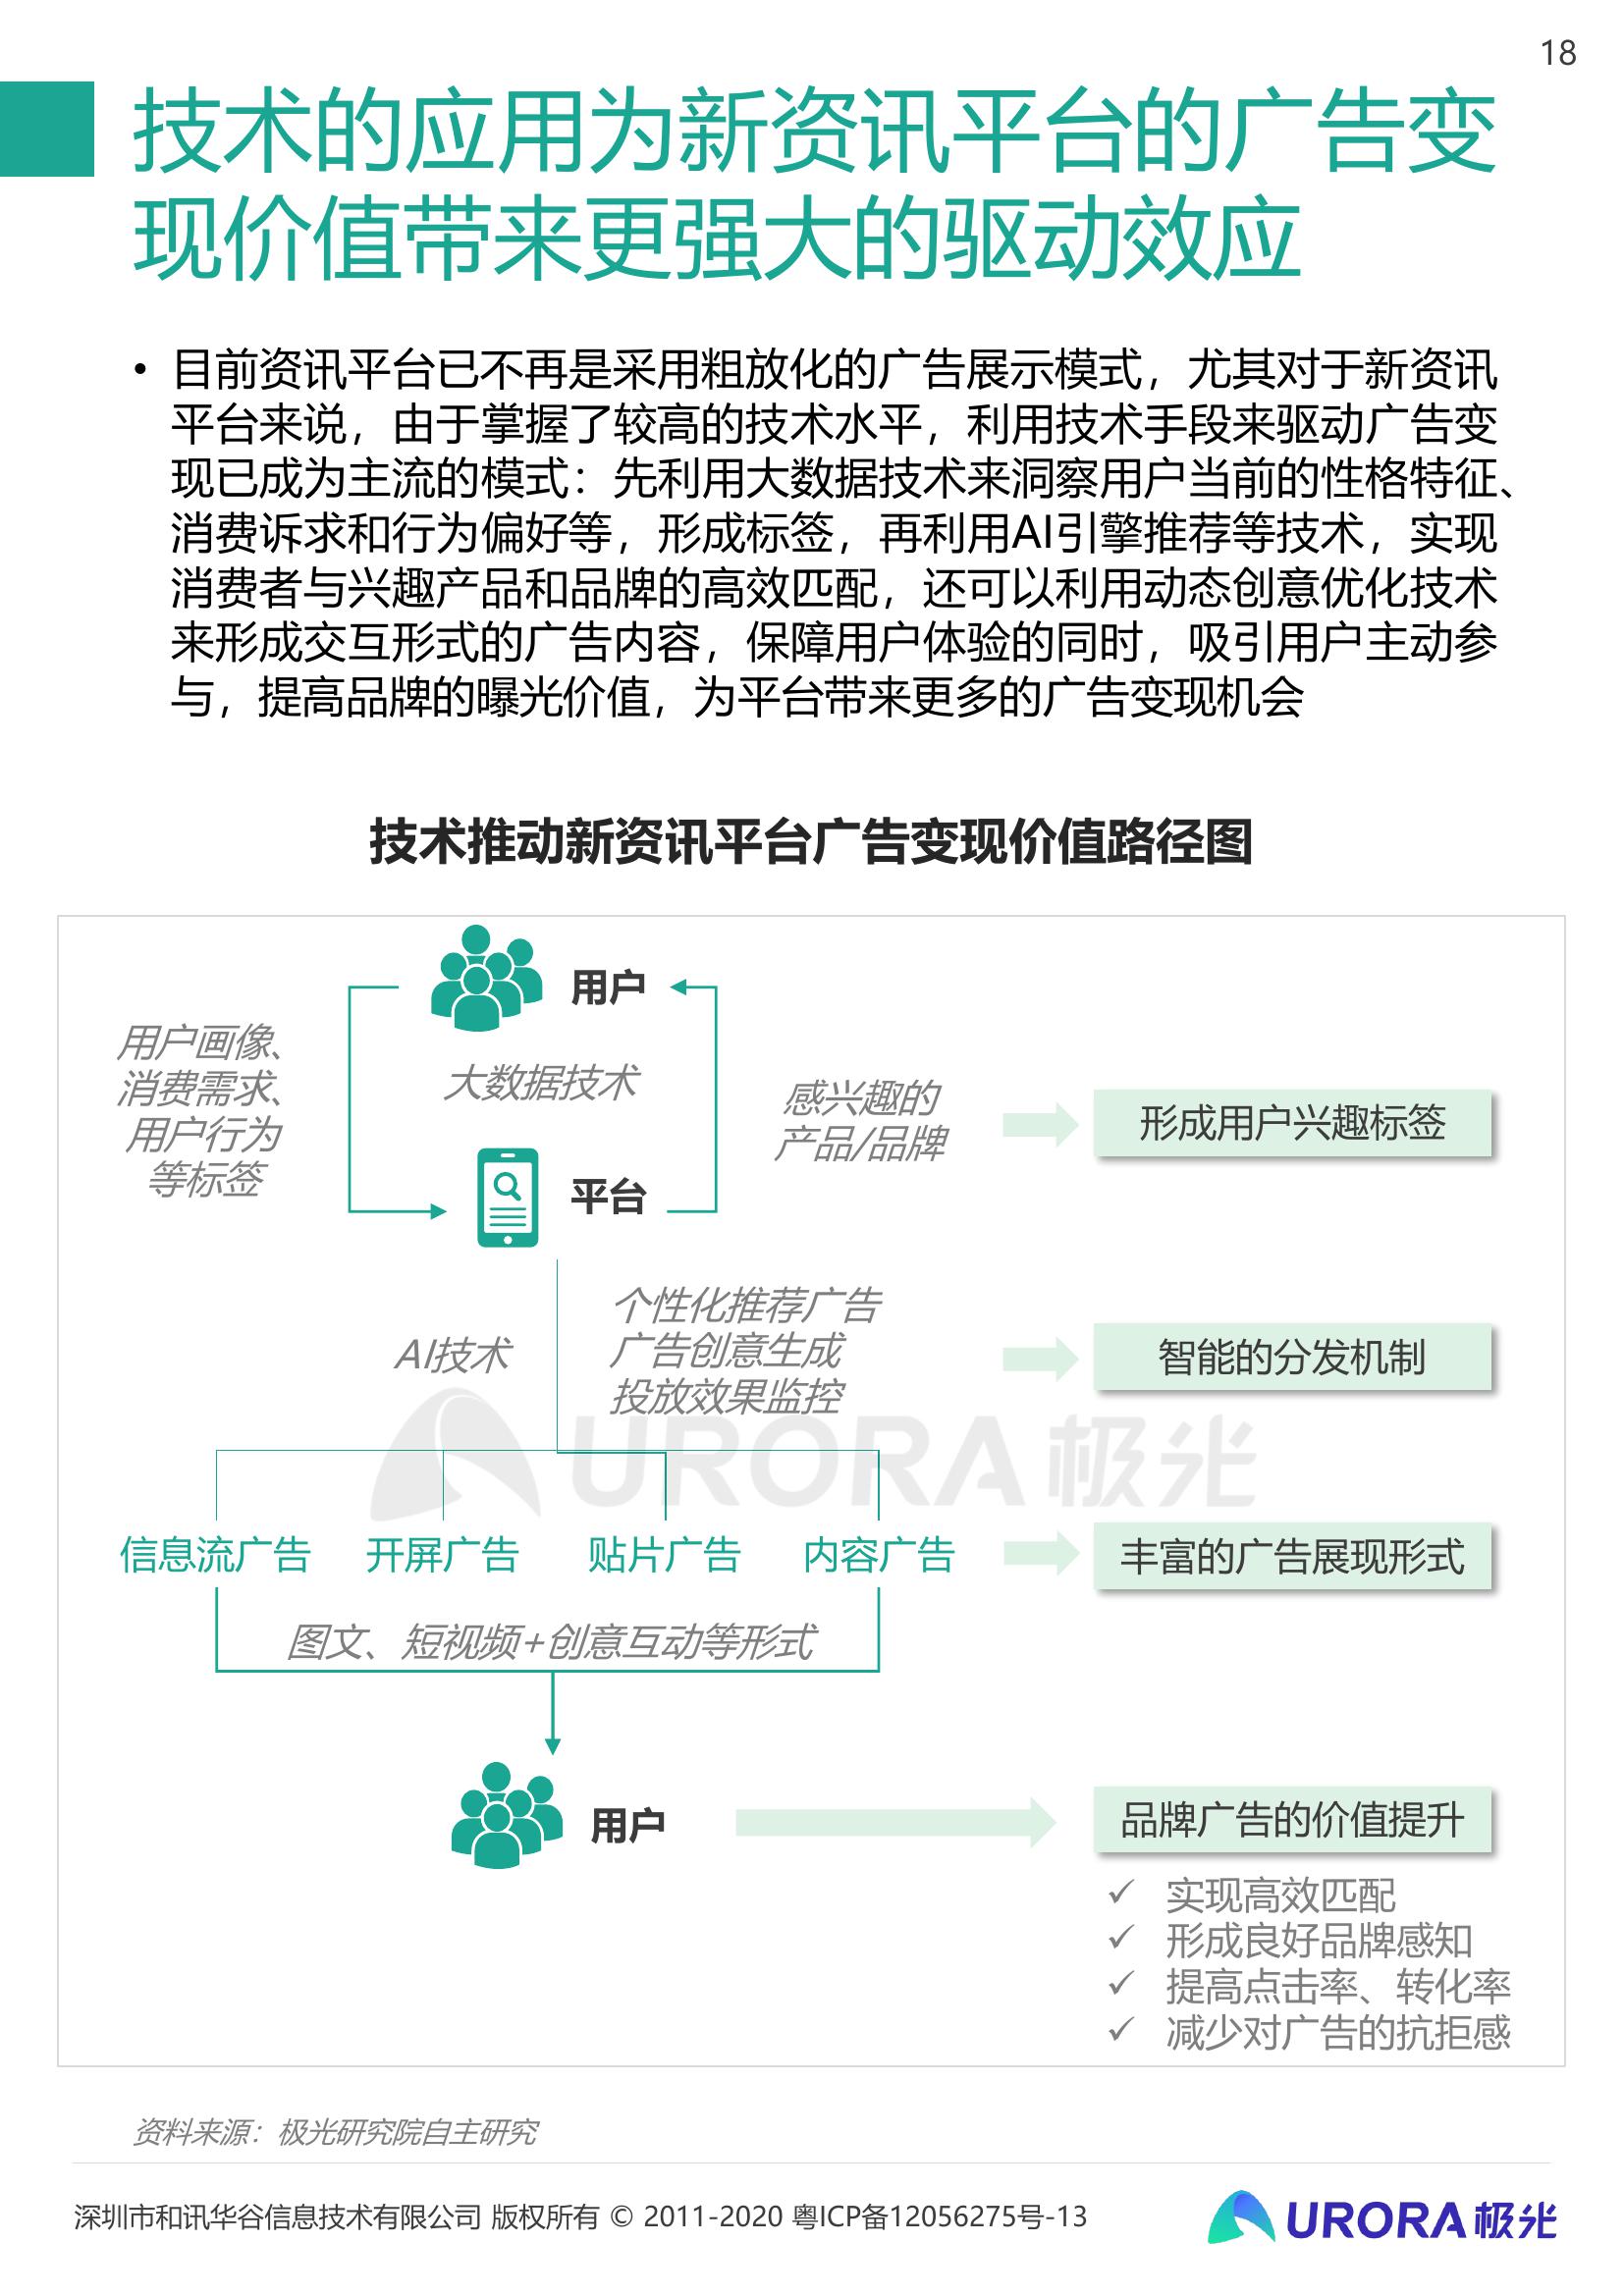 18
技术的应用为新资讯平台的广告变
现价值带来更强大的驱动效应
• 目前资讯平台已不再是采用粗放化的广告展示模式，尤其对于新资讯
平台来说，由于掌握了较高的技术水平，利用技术手段来驱动广告变
现已成为主流的模式：先利用大数据技术来洞察用户当前的性格特征、
消费诉求和行为偏好等，形成标签，再利用AI引擎推荐等技术，实现
消费者与兴趣产品和品牌的高效匹配，还可以利用动态创意优化技术
来形成交互形式的广告内容，保障用户体验的同时，吸引用户主动参
与，提高品牌的曝光价值，为平台带来更多的广告变现机会
技术推动新资讯平台广告变现价值路径图
用户
用户画像、
消费需求、
用户行为
等标签
大数据技术
感兴趣的
产品/品牌
形成用户兴趣标签
平台
AI技术
个性化推荐广告
广告创意生成
投放效果监控
智能的分发机制
URORA极光
信息流广告
开屏广告
贴片广告
内容广告
丰富的广告展现形式
图文、短视频+创意互动等形式
用户
品牌广告的价值提升
✓ 实现高效匹配
✓ 形成良好品牌感知
✓ 提高点击率、转化率
✓ 减少对广告的抗拒感
资料来源：极光研究院自主研究
深圳市和讯华谷信息技术有限公司 版权所有 © 2011-2020 粤ICP备12056275号-13
URORA极光